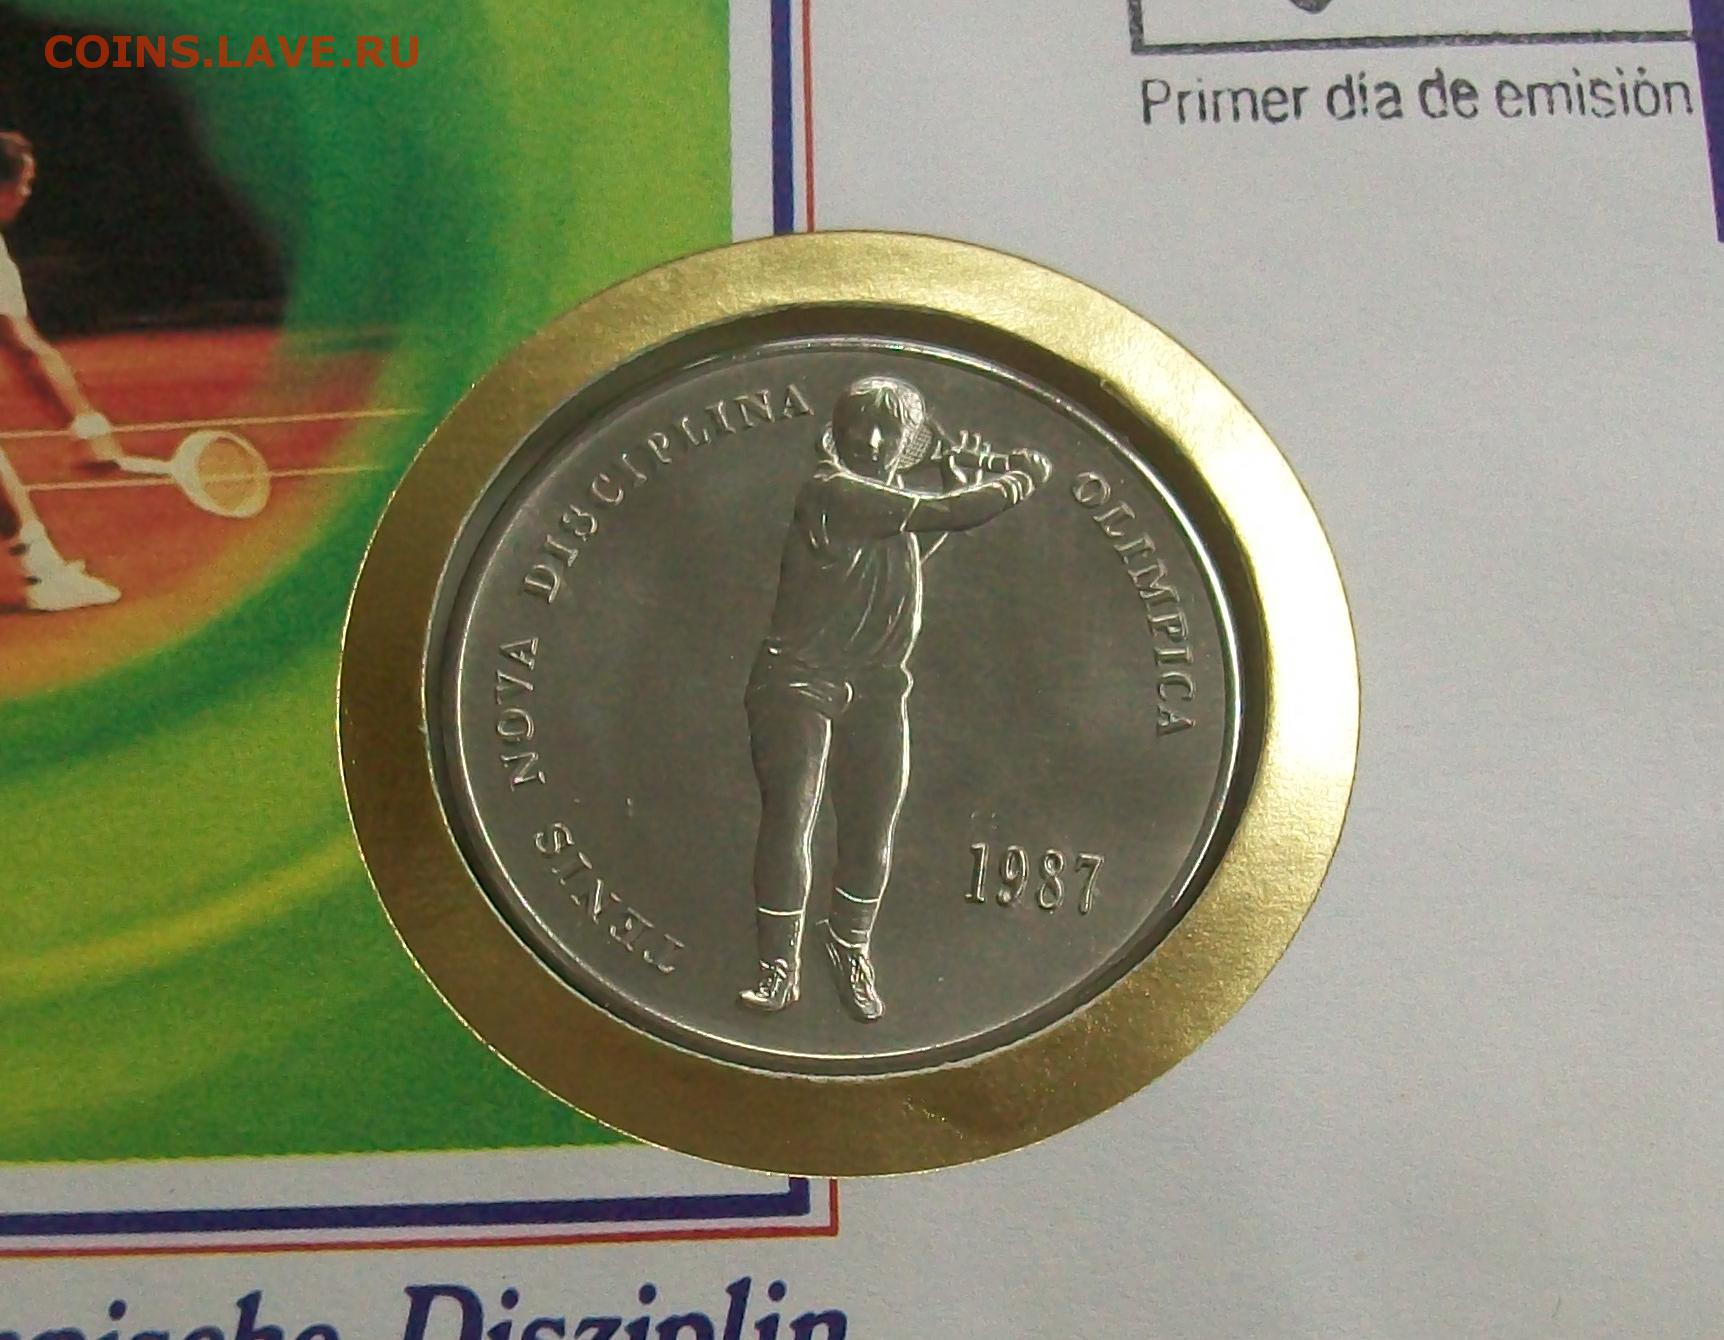 COINS.LAVE.RU
Primer día de emisión
TENIS NOVA DISCIPLINA OLIMPICA
1987
Disziplin